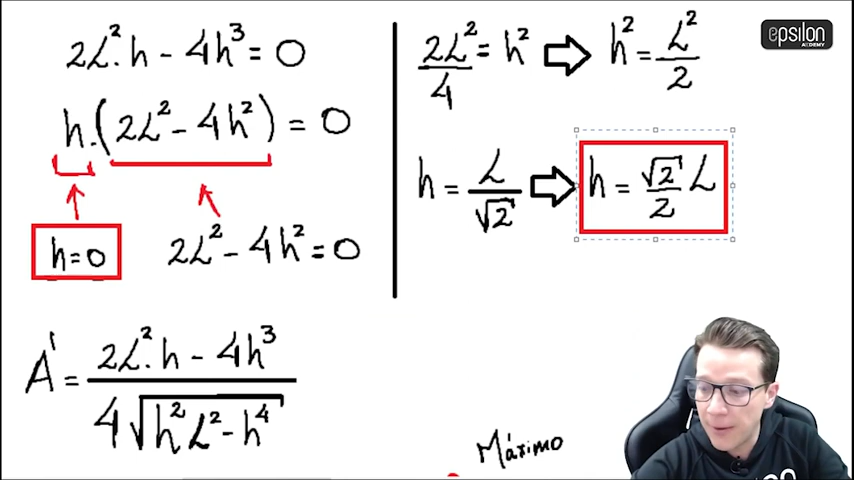 2L². h - 4h³ = 0
h.(2L² - 4h²) = 0
h=0
2L² - 4h² = 0
A' = 2L². h - 4h³ / 4√h²L² - h⁴
2L²/4 = h² ⇨ h² = L²/2
h = L/√2 ⇨ h = √2/2 L
Máximo
epsilon
ACADEMY